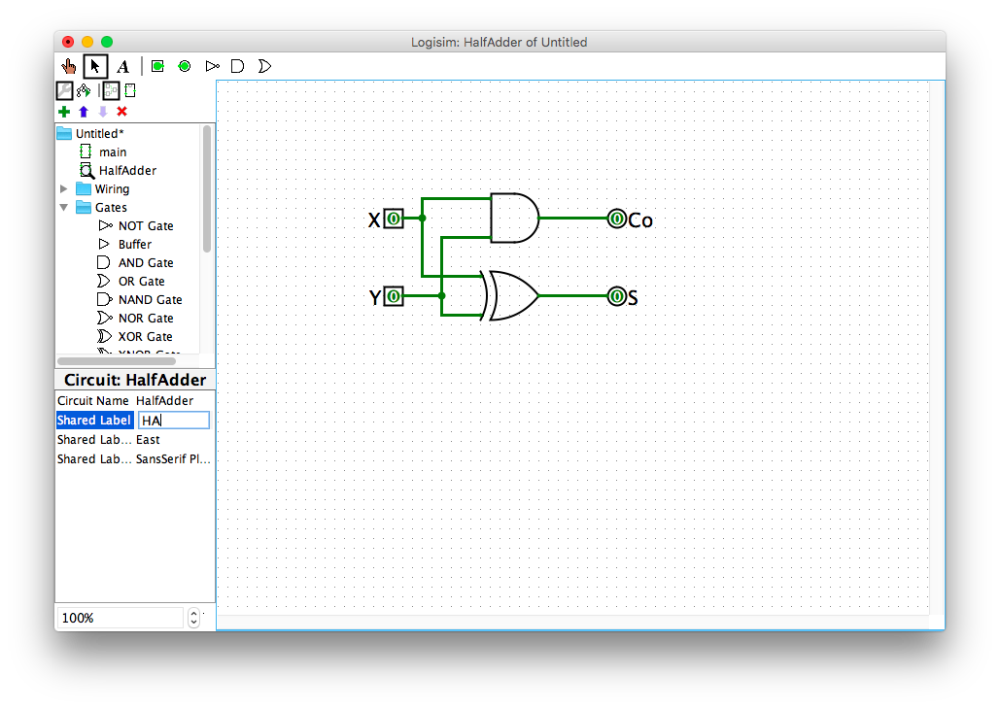 Logisim: HalfAdder of Untitled
A
Untitled*
main
HalfAdder
Wiring
Gates
NOT Gate
Buffer
AND Gate
OR Gate
NAND Gate
NOR Gate
XOR Gate
XNOR Gate
Circuit: HalfAdder
Circuit Name HalfAdder
Shared Label HA
Shared Lab... East
Shared Lab... SansSerif Pl...
100%
X 0
0 Co
Y 0
0 S